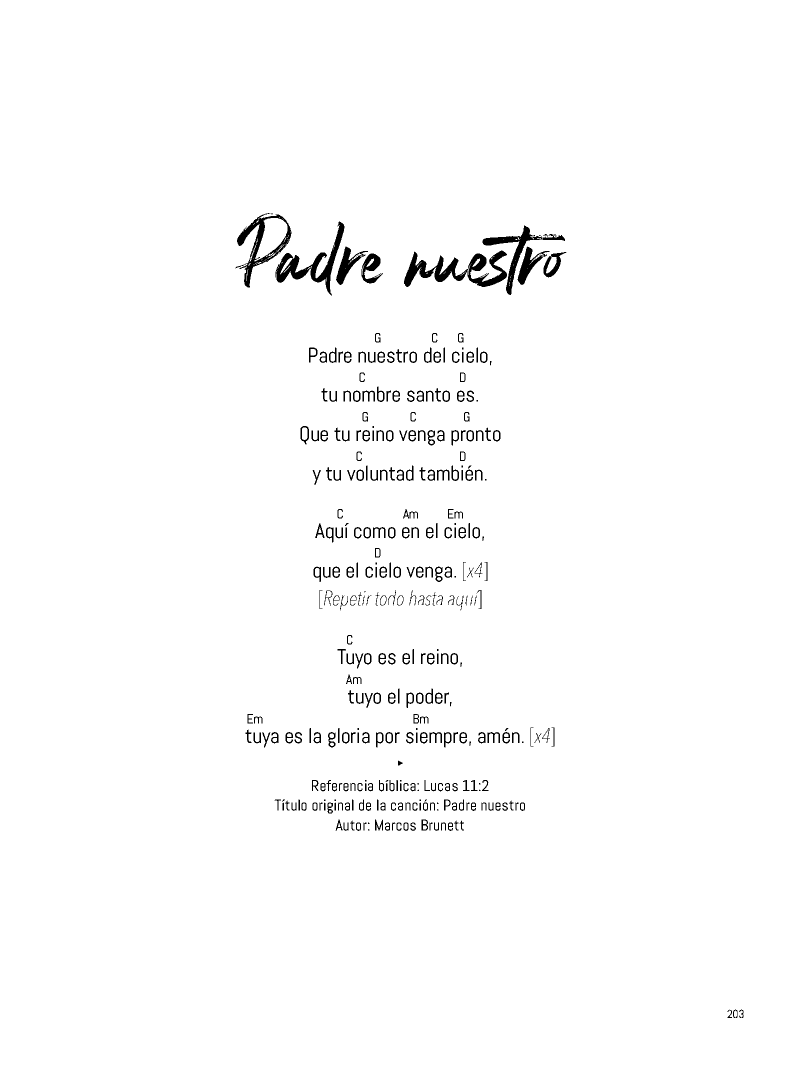 Padre nuestro
G C G
Padre nuestro del cielo,
C D
tu nombre santo es.
G C G
Que tu reino venga pronto
C D
y tu voluntad también.
C Am Em
Aquí como en el cielo,
D
que el cielo venga. [x4]
[Repetir todo hasta aquí]
C
Tuyo es el reino,
Am
tuyo el poder,
Em Bm
tuya es la gloria por siempre, amén. [x4]
Referencia bíblica: Lucas 11:2
Título original de la canción: Padre nuestro
Autor: Marcos Brunett
203